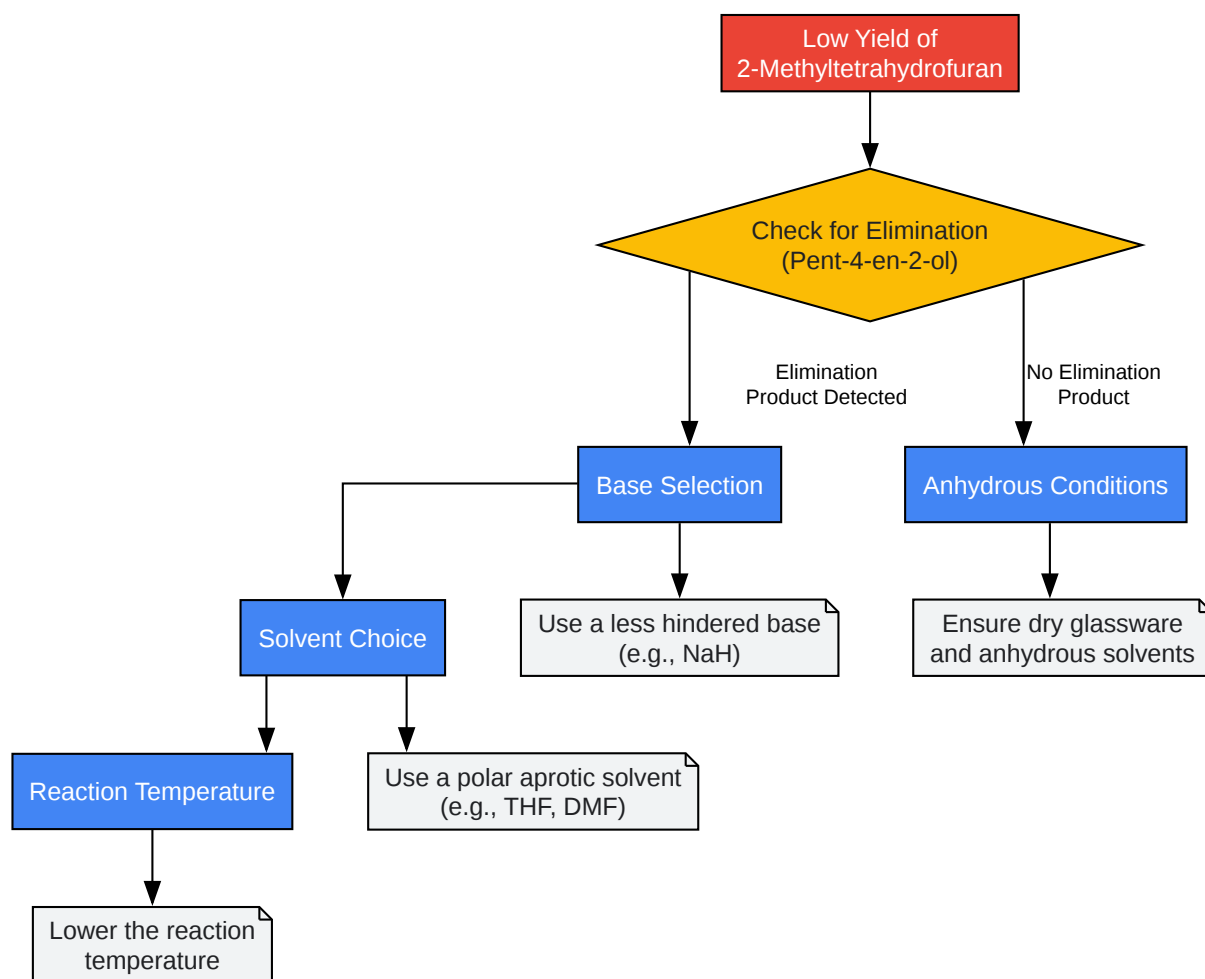 Low Yield of
2-Methyltetrahydrofuran
Check for Elimination
(Pent-4-en-2-ol)
Elimination
Product Detected
No Elimination
Product
Base Selection
Anhydrous Conditions
Solvent Choice
Use a less hindered base
(e.g., NaH)
Ensure dry glassware
and anhydrous solvents
Reaction Temperature
Use a polar aprotic solvent
(e.g., THF, DMF)
Lower the reaction
temperature